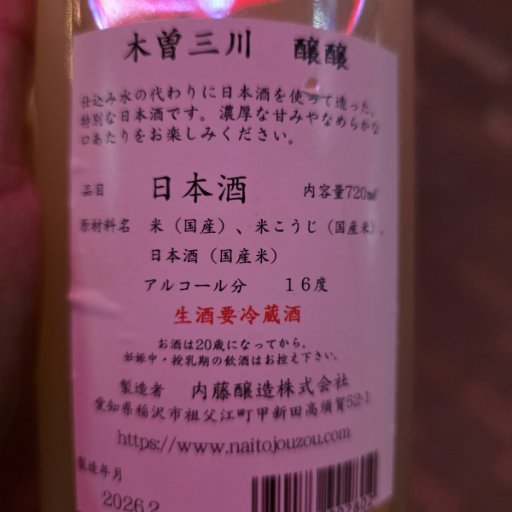 木曽三川 醸醸
仕込み水の代わりに日本酒を使って造った、
特別な日本酒です。濃厚な甘みやなめらかな
口あたりをお楽しみください。
品目 日本酒 内容量720ml
原材料名 米(国産)、米こうじ(国産米)、
日本酒(国産米)
アルコール分 16度
生酒要冷蔵酒
お酒は20歳になってから。
妊娠中・授乳期の飲酒はお控え下さい。
製造者 内藤醸造株式会社
愛知県稲沢市祖父江町甲新田高須賀52-1
https://www.naitojouzou.com
製造年月
2026.2